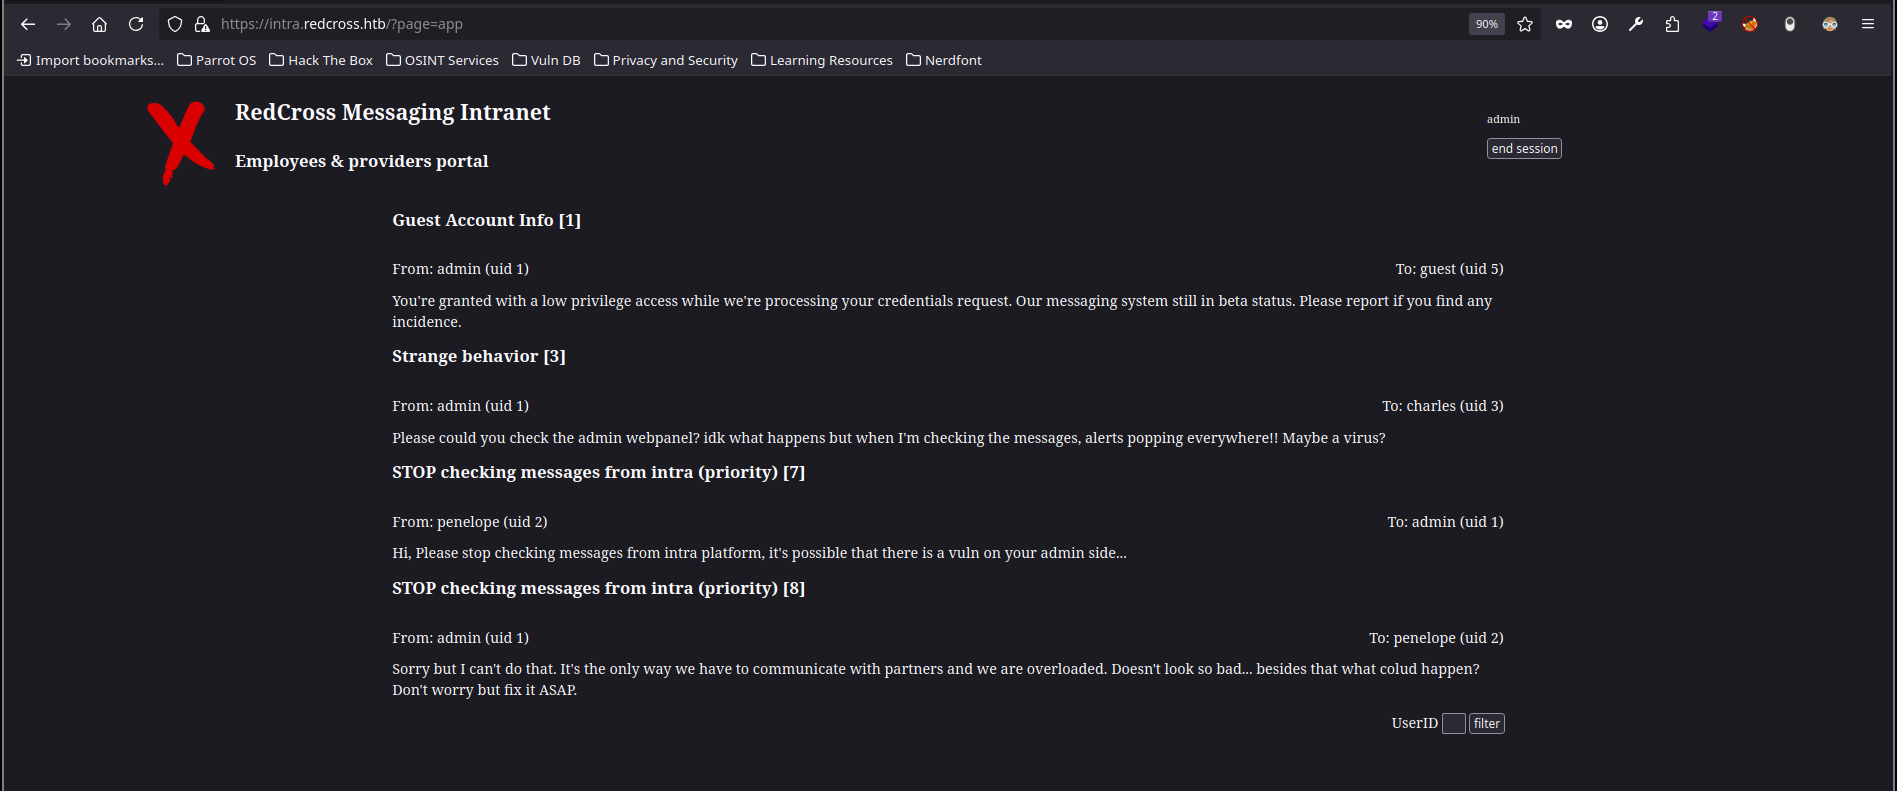 https://intra.redcross.htb/?page=app
90%
2
Import bookmarks...
Parrot OS
Hack The Box
OSINT Services
Vuln DB
Privacy and Security
Learning Resources
Nerdfont
RedCross Messaging Intranet
Employees & providers portal
admin
end session
Guest Account Info [1]
From: admin (uid 1)
To: guest (uid 5)
You're granted with a low privilege access while we're processing your credentials request. Our messaging system still in beta status. Please report if you find any
incidence.
Strange behavior [3]
From: admin (uid 1)
To: charles (uid 3)
Please could you check the admin webpanel? idk what happens but when I'm checking the messages, alerts popping everywhere!! Maybe a virus?
STOP checking messages from intra (priority) [7]
From: penelope (uid 2)
To: admin (uid 1)
Hi, Please stop checking messages from intra platform, it's possible that there is a vuln on your admin side...
STOP checking messages from intra (priority) [8]
From: admin (uid 1)
To: penelope (uid 2)
Sorry but I can't do that. It's the only way we have to communicate with partners and we are overloaded. Doesn't look so bad... besides that what colud happen?
Don't worry but fix it ASAP.
UserID
filter